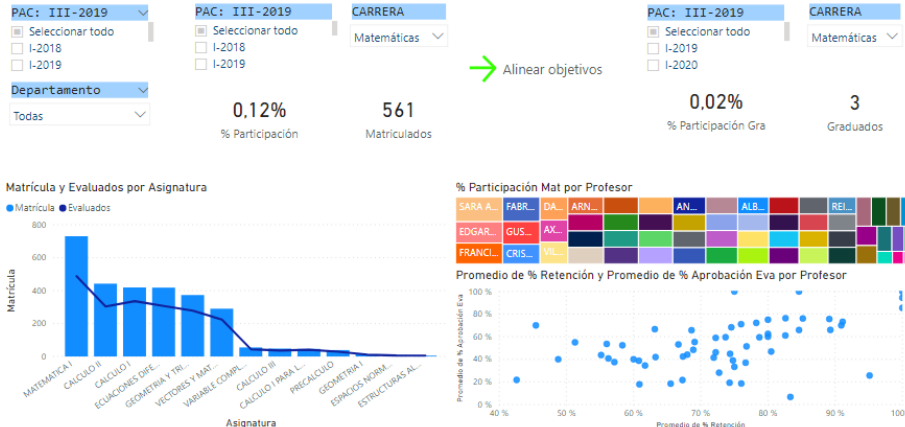 PAC: III-2019
Seleccionar todo
I-2018
I-2019
Departamento
Todas
PAC: III-2019
Seleccionar todo
I-2018
I-2019
CARRERA
Matemáticas
0,12%
% Participación
561
Matriculados
Alinear objetivos
PAC: III-2019
Seleccionar todo
I-2019
I-2020
CARRERA
Matemáticas
0,02%
% Participación Gra
3
Graduados
Matrícula y Evaluados por Asignatura
Matrícula Evaluados
Matrícula
800
600
400
200
0
MATEMATICA I
CALCULO II
CALCULO I
ECUACIONES DIFE...
GEOMETRIA Y TRI...
VECTORES Y MAT...
VARIABLE COMPL...
CALCULO III
CALCULO I PARA L...
PRECALCULO
GEOMETRIA I
ESPACIOS NORM...
ESTRUCTURAS AL...
Asignatura
% Participación Mat por Profesor
SARA A... FABR... DA... ARN... AN... ALB... REI...
EDGAR... GUS... AX...
FRANCI... CRIS... VIL...
Promedio de % Retención y Promedio de % Aprobación Eva por Profesor
Promedio de % Aprobación Eva
100 %
80 %
60 %
40 %
20 %
0 %
40 % 50 % 60 % 70 % 80 % 90 % 100
Promedio de % Retención